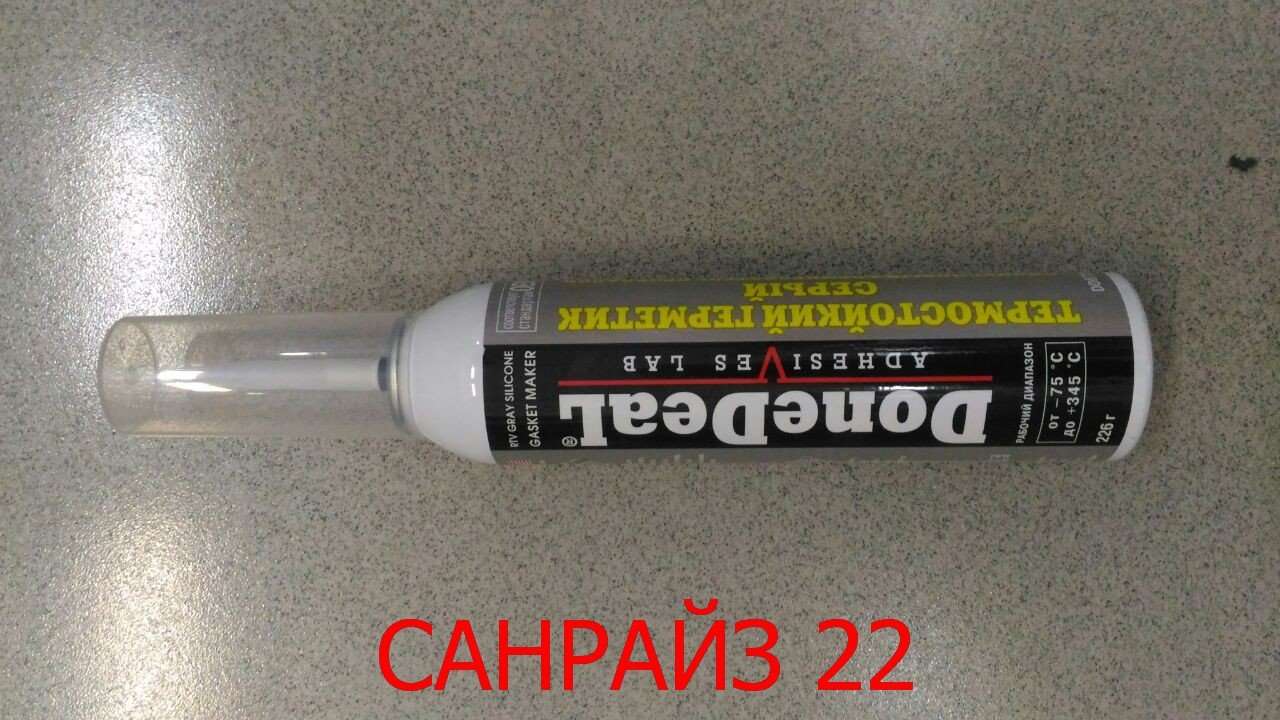 DoneDeaL®
ADHESIVES LAB
ТЕРМОСТОЙКИЙ ГЕРМЕТИК
СЕРЫЙ
RTV GRAY SILICONE
GASKET MAKER
РАБОЧИЙ ДИАПАЗОН
от -75 °C
до +345 °C
226 г
САНРАЙЗ 22